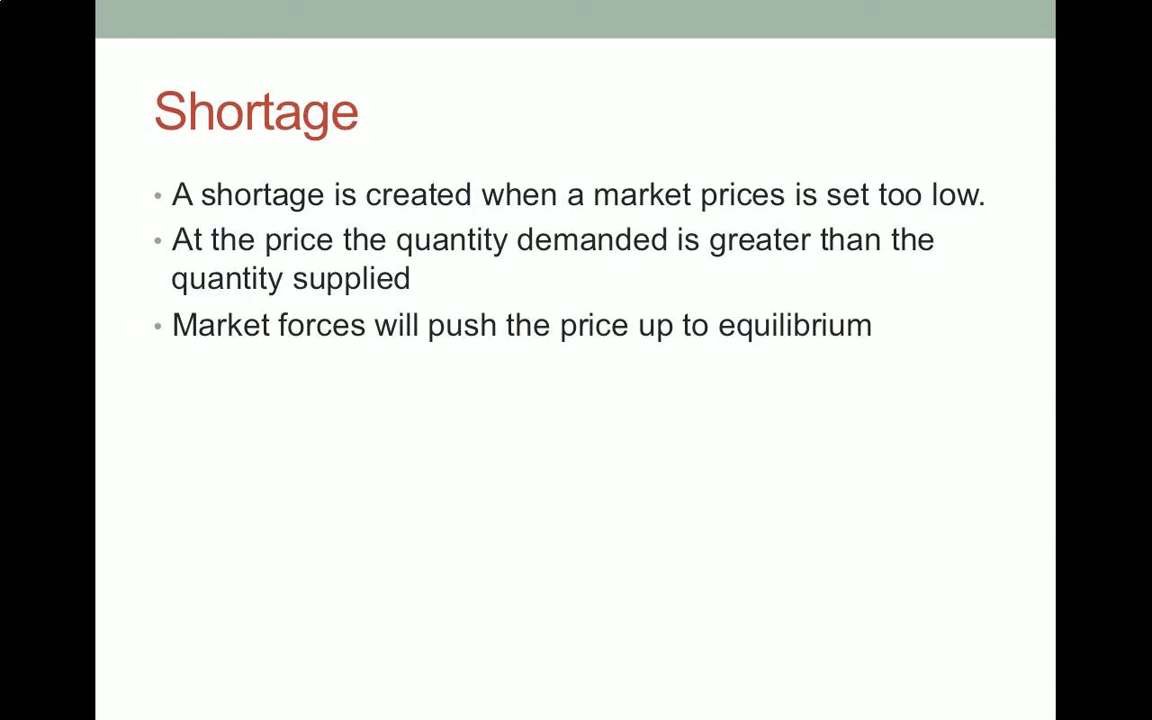 Shortage
• A shortage is created when a market prices is set too low.
• At the price the quantity demanded is greater than the
quantity supplied
• Market forces will push the price up to equilibrium